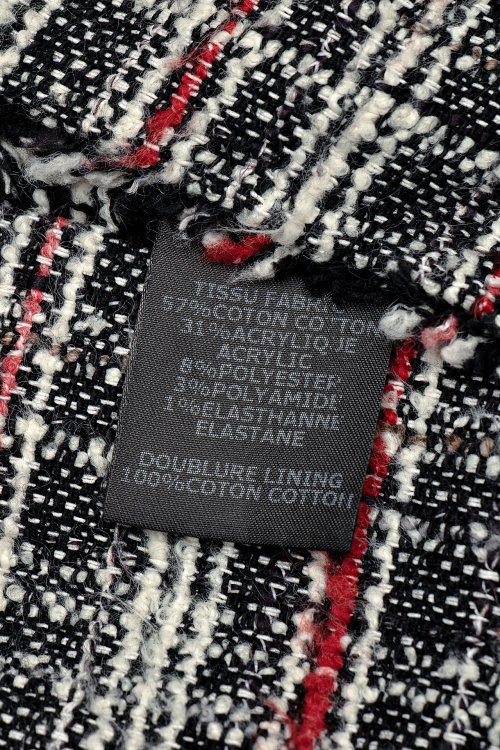 TISSU FABRIC
57%COTON COTTON
31%ACRYLIQUE
ACRYLIC
8%POLYESTER
3%POLYAMIDE
1%ÉLASTHANNE
ELASTANE
DOUBLURE LINING
100%COTON COTTON